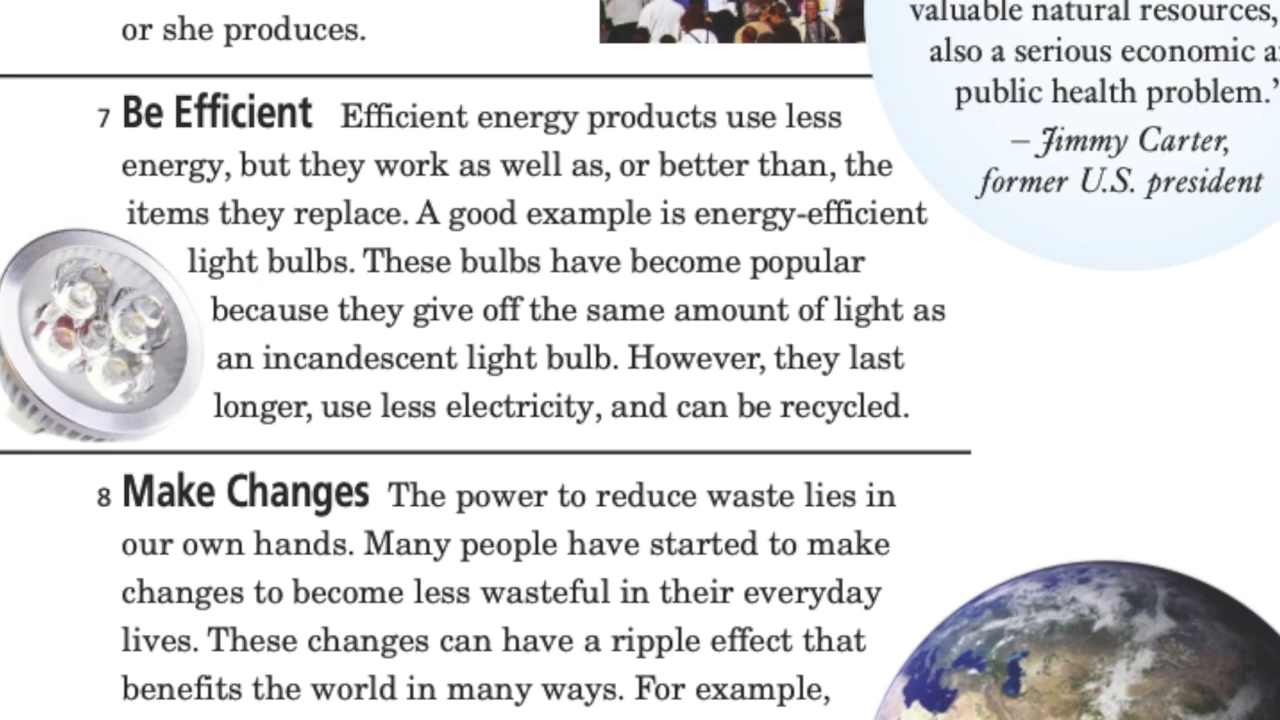 or she produces.
valuable natural resources,
also a serious economic
public health problem.”
– Jimmy Carter,
former U.S. president
7 Be Efficient Efficient energy products use less
energy, but they work as well as, or better than, the
items they replace. A good example is energy-efficient
light bulbs. These bulbs have become popular
because they give off the same amount of light as
an incandescent light bulb. However, they last
longer, use less electricity, and can be recycled.
8 Make Changes The power to reduce waste lies in
our own hands. Many people have started to make
changes to become less wasteful in their everyday
lives. These changes can have a ripple effect that
benefits the world in many ways. For example,